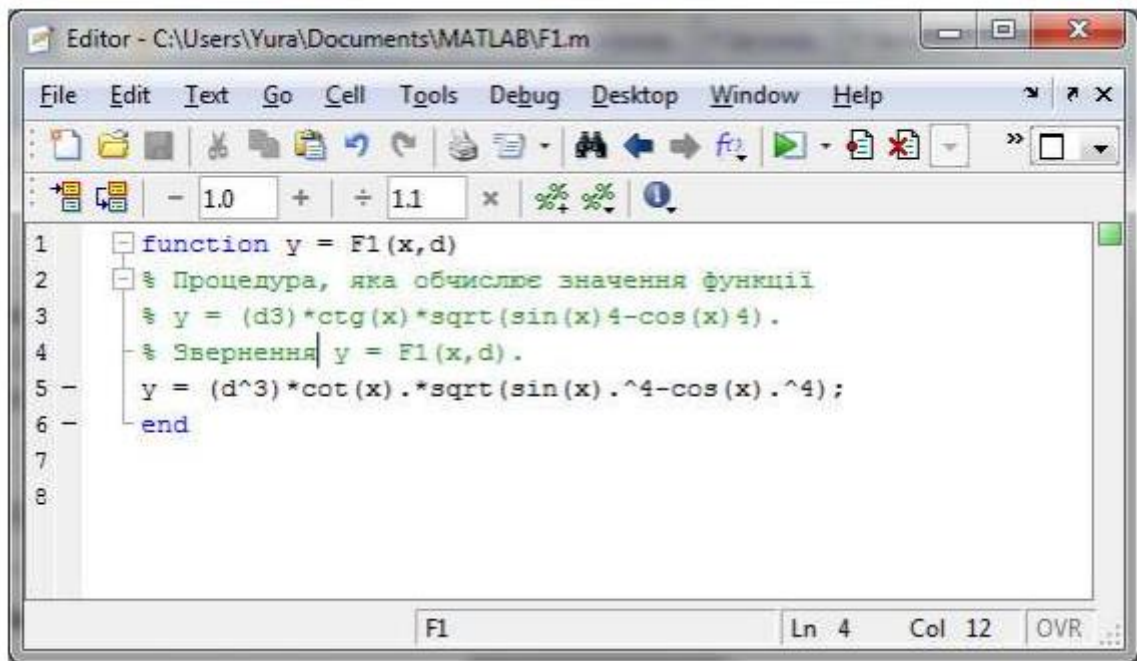 Editor - C:\Users\Yura\Documents\MATLAB\F1.m
File Edit Text Go Cell Tools Debug Desktop Window Help
- 1.0 + ÷ 1.1 ×
1 function y = F1(x,d)
2 % Процедура, яка обчислює значення функції
3 % y = (d3)*ctg(x)*sqrt(sin(x)4-cos(x)4).
4 % Звернення y = F1(x,d).
5 - y = (d^3)*cot(x).*sqrt(sin(x).^4-cos(x).^4);
6 - end
7
8
F1 Ln 4 Col 12 OVR